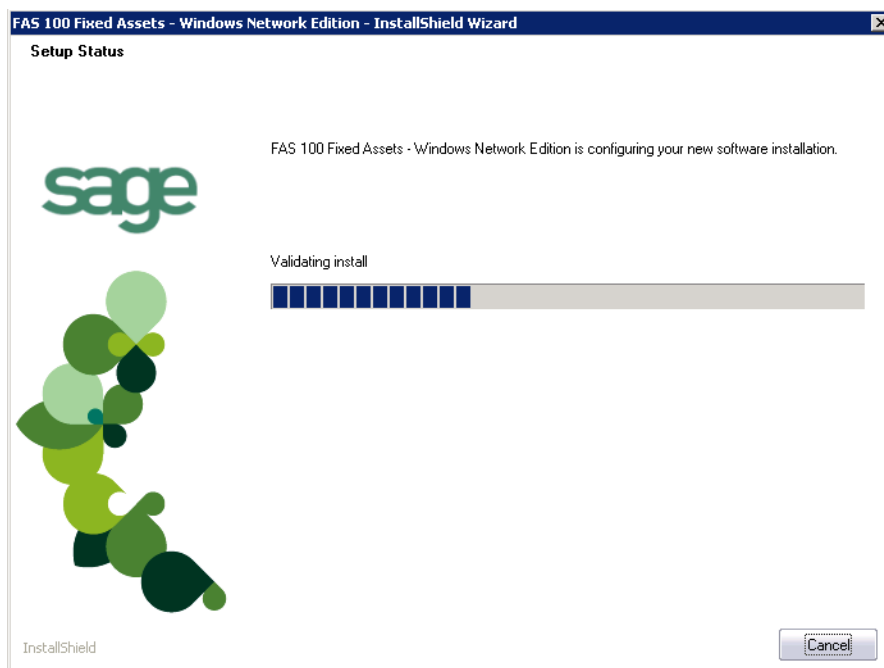 FAS 100 Fixed Assets - Windows Network Edition - InstallShield Wizard
Setup Status
FAS 100 Fixed Assets - Windows Network Edition is configuring your new software installation.
sage
Validating install
InstallShield
Cancel